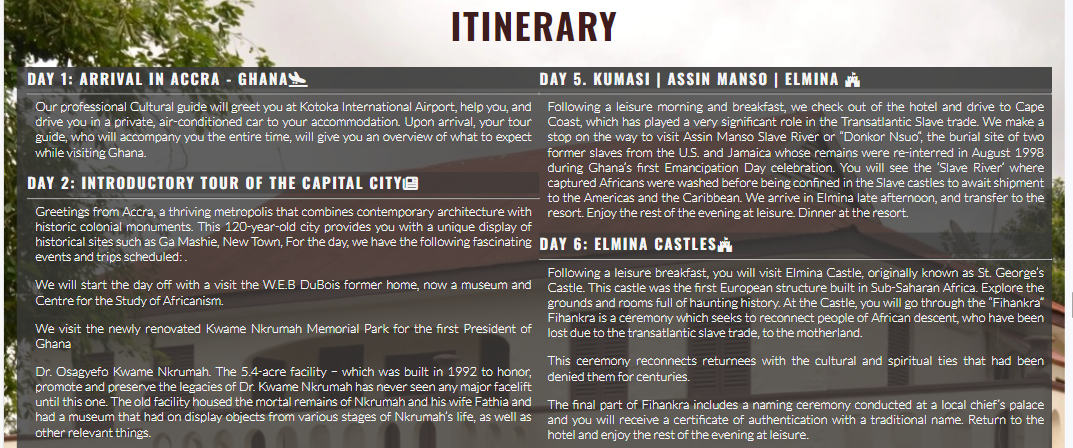 ITINERARY
DAY 1: ARRIVAL IN ACCRA - GHANA
Our professional Cultural guide will greet you at Kotoka International Airport, help you, and
drive you in a private, air-conditioned car to your accommodation. Upon arrival, your tour
guide, who will accompany you the entire time, will give you an overview of what to expect
while visiting Ghana.
DAY 2: INTRODUCTORY TOUR OF THE CAPITAL CITY
Greetings from Accra, a thriving metropolis that combines contemporary architecture with
historic colonial monuments. This 120-year-old city provides you with a unique display of
historical sites such as Ga Mashie, New Town, For the day, we have the following fascinating
events and trips scheduled: .
We will start the day off with a visit the W.E.B DuBois former home, now a museum and
Centre for the Study of Africanism.
We visit the newly renovated Kwame Nkrumah Memorial Park for the first President of
Ghana
Dr. Osagyefo Kwame Nkrumah. The 5.4-acre facility – which was built in 1992 to honor,
promote and preserve the legacies of Dr. Kwame Nkrumah has never seen any major facelift
until this one. The old facility housed the mortal remains of Nkrumah and his wife Fathia and
had a museum that had on display objects from various stages of Nkrumah's life, as well as
other relevant things.
DAY 5. KUMASI | ASSIN MANSO | ELMINA
Following a leisure morning and breakfast, we check out of the hotel and drive to Cape
Coast, which has played a very significant role in the Transatlantic Slave trade. We make a
stop on the way to visit Assin Manso Slave River or “Donkor Nsuo”, the burial site of two
former slaves from the U.S. and Jamaica whose remains were re-interred in August 1998
during Ghana's first Emancipation Day celebration. You will see the ‘Slave River’ where
captured Africans were washed before being confined in the Slave castles to await shipment
to the Americas and the Caribbean. We arrive in Elmina late afternoon, and transfer to the
resort. Enjoy the rest of the evening at leisure. Dinner at the resort.
DAY 6: ELMINA CASTLES
Following a leisure breakfast, you will visit Elmina Castle, originally known as St. George's
Castle. This castle was the first European structure built in Sub-Saharan Africa. Explore the
grounds and rooms full of haunting history. At the Castle, you will go through the “Fihankra”
Fihankra is a ceremony which seeks to reconnect people of African descent, who have been
lost due to the transatlantic slave trade, to the motherland.
This ceremony reconnects returnees with the cultural and spiritual ties that had been
denied them for centuries.
The final part of Fihankra includes a naming ceremony conducted at a local chief's palace
and you will receive a certificate of authentication with a traditional name. Return to the
hotel and enjoy the rest of the evening at leisure.